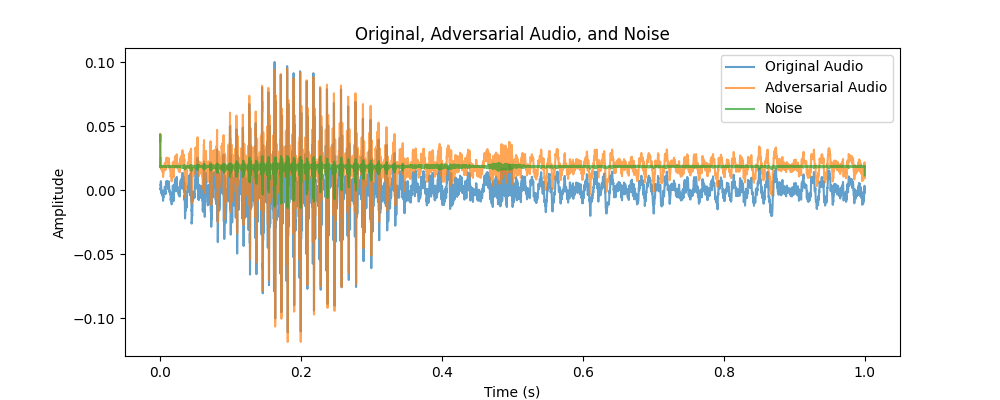 Original, Adversarial Audio, and Noise
Original Audio
Adversarial Audio
Noise
Amplitude
0.10
0.05
0.00
−0.05
−0.10
0.0
0.2
0.4
0.6
0.8
1.0
Time (s)